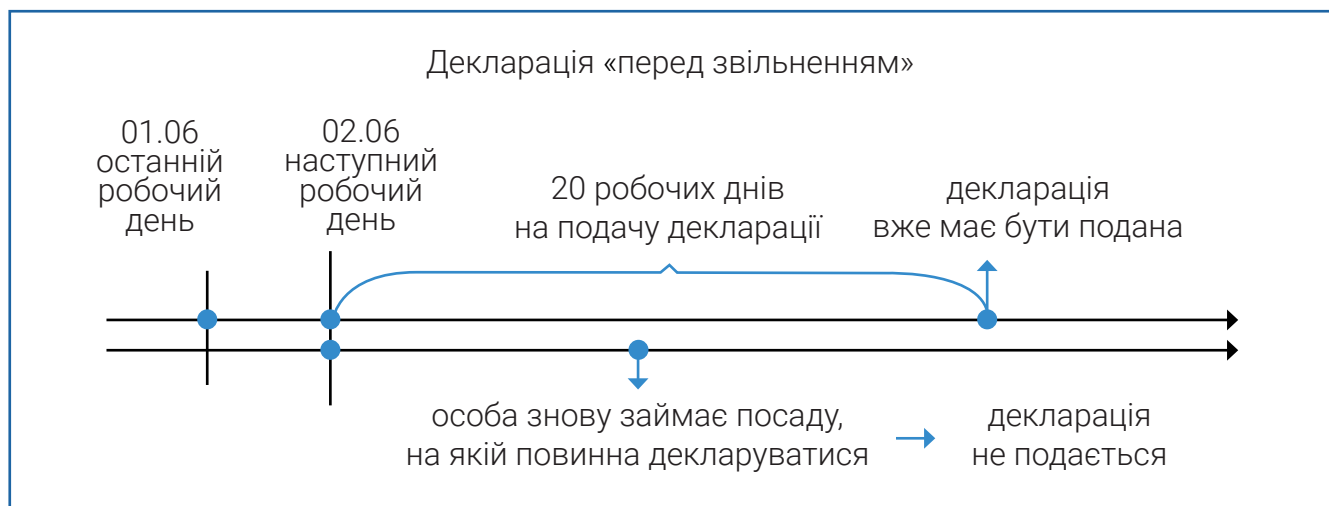 Декларація «перед звільненням»
01.06
останній
робочий
день
02.06
наступний
робочий
день
20 робочих днів
на подачу декларації
декларація
вже має бути подана
особа знову займає посаду,
на якій повинна декларуватися
декларація
не подається